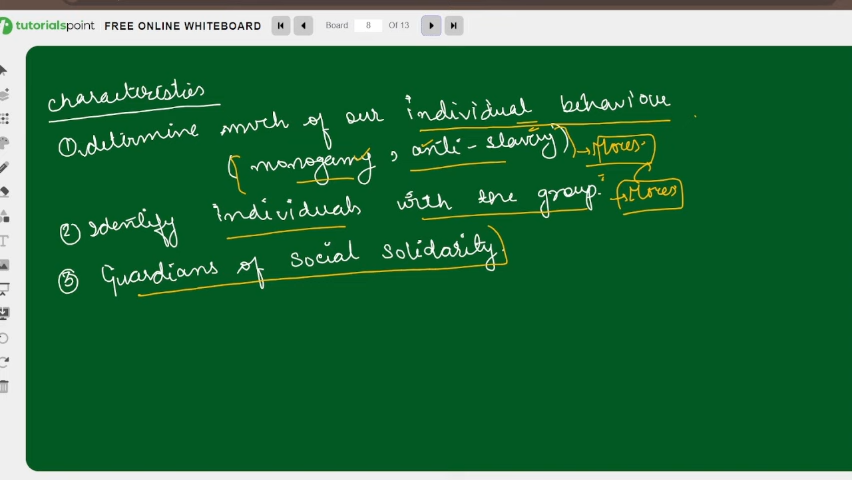 tutorialspoint FREE ONLINE WHITEBOARD Board 8 Of 13
characteristics
① determine much of our individual behaviour
(monogamy, anti-slavery) → Mores
② Identify individuals with the group. → Mores
③ Guardians of social solidarity